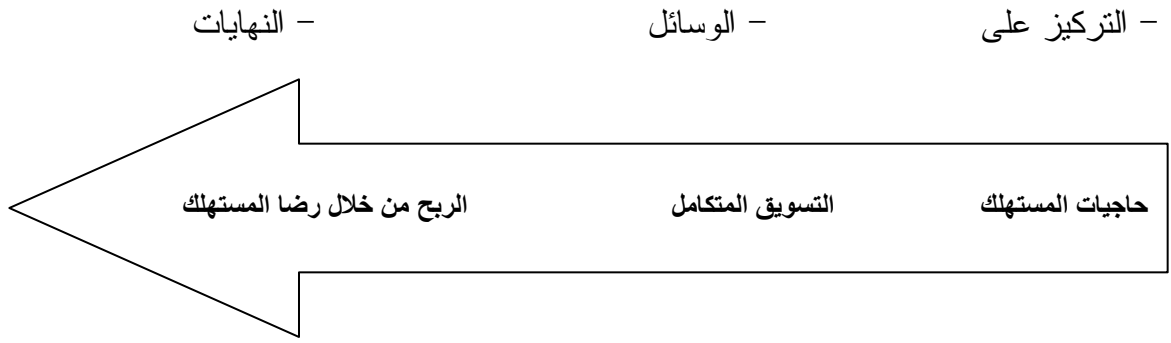 - التركيز على - الوسائل - النهايات
حاجيات المستهلك التسويق المتكامل الربح من خلال رضا المستهلك